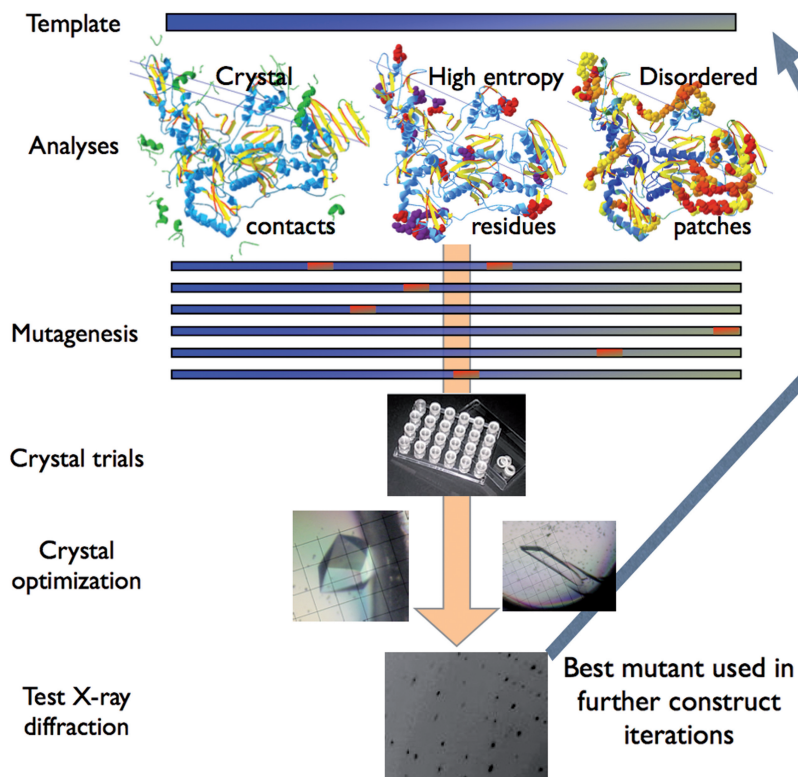 Template
Crystal
High entropy
Disordered
Analyses
contacts
residues
patches
Mutagenesis
Crystal trials
Crystal
optimization
Test X-ray
diffraction
Best mutant used in
further construct
iterations